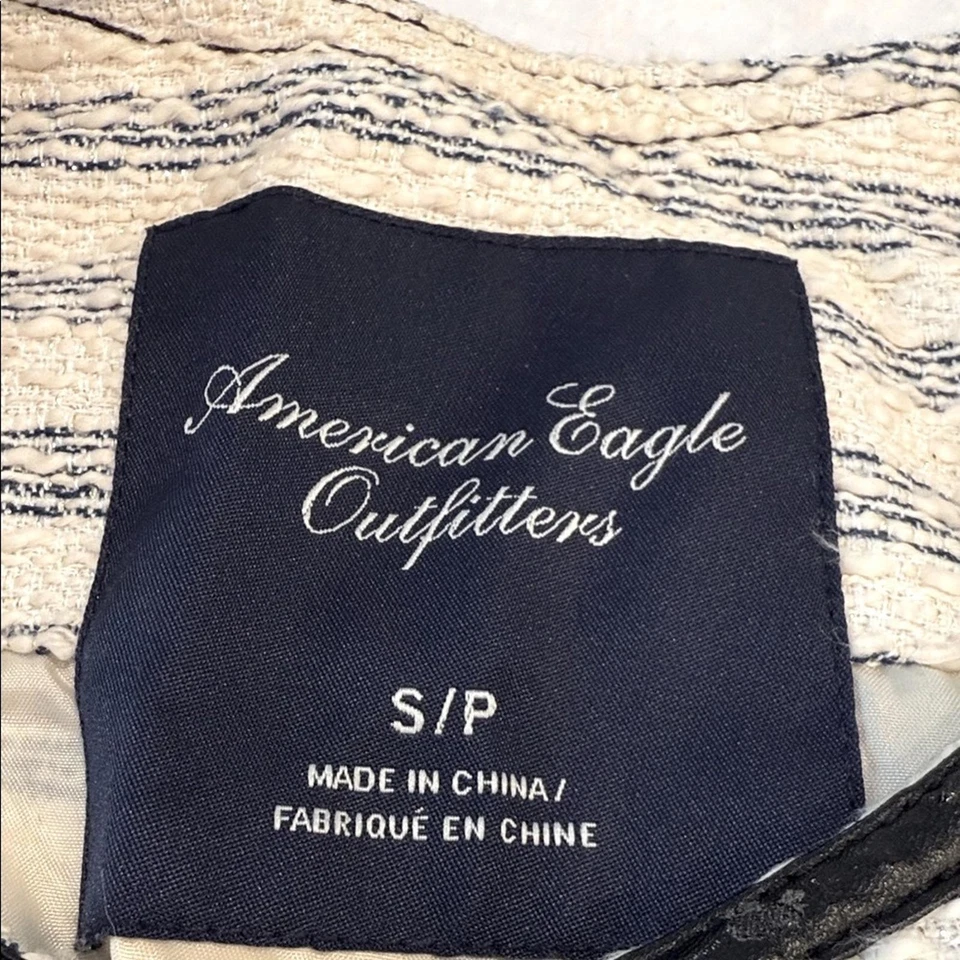 American Eagle
Outfitters
S/P
MADE IN CHINA/
FABRIQUÉ EN CHINE